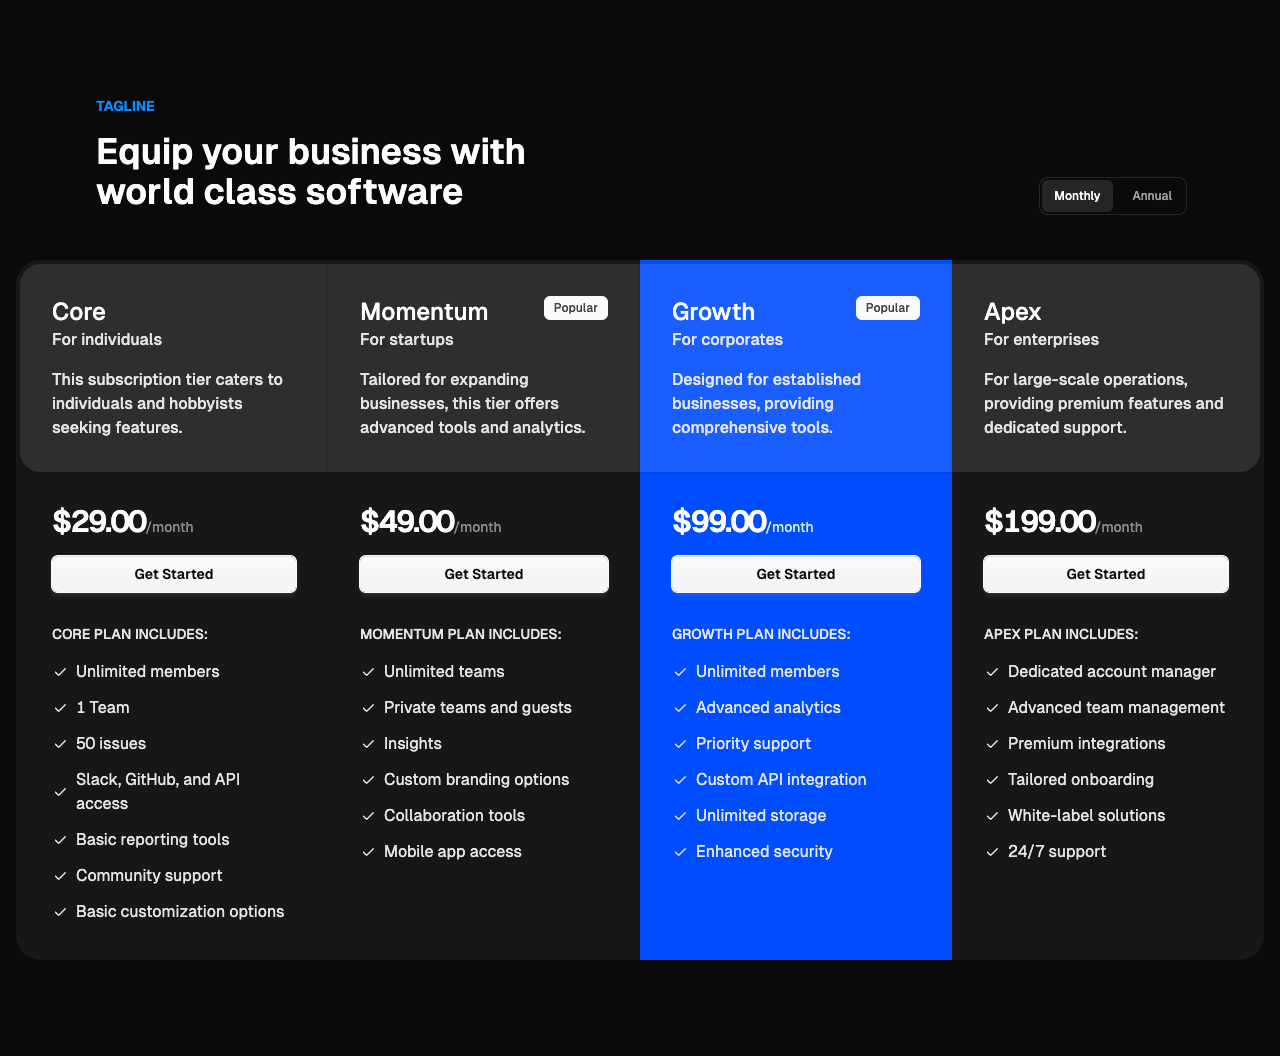 TAGLINE
Equip your business with
world class software
Monthly
Annual
Core
For individuals
This subscription tier caters to
individuals and hobbyists
seeking features.
$29.00/month
Get Started
CORE PLAN INCLUDES:
Unlimited members
1 Team
50 issues
Slack, GitHub, and API
access
Basic reporting tools
Community support
Basic customization options
Momentum
Popular
For startups
Tailored for expanding
businesses, this tier offers
advanced tools and analytics.
$49.00/month
Get Started
MOMENTUM PLAN INCLUDES:
Unlimited teams
Private teams and guests
Insights
Custom branding options
Collaboration tools
Mobile app access
Growth
Popular
For corporates
Designed for established
businesses, providing
comprehensive tools.
$99.00/month
Get Started
GROWTH PLAN INCLUDES:
Unlimited members
Advanced analytics
Priority support
Custom API integration
Unlimited storage
Enhanced security
Apex
For enterprises
For large-scale operations,
providing premium features and
dedicated support.
$199.00/month
Get Started
APEX PLAN INCLUDES:
Dedicated account manager
Advanced team management
Premium integrations
Tailored onboarding
White-label solutions
24/7 support